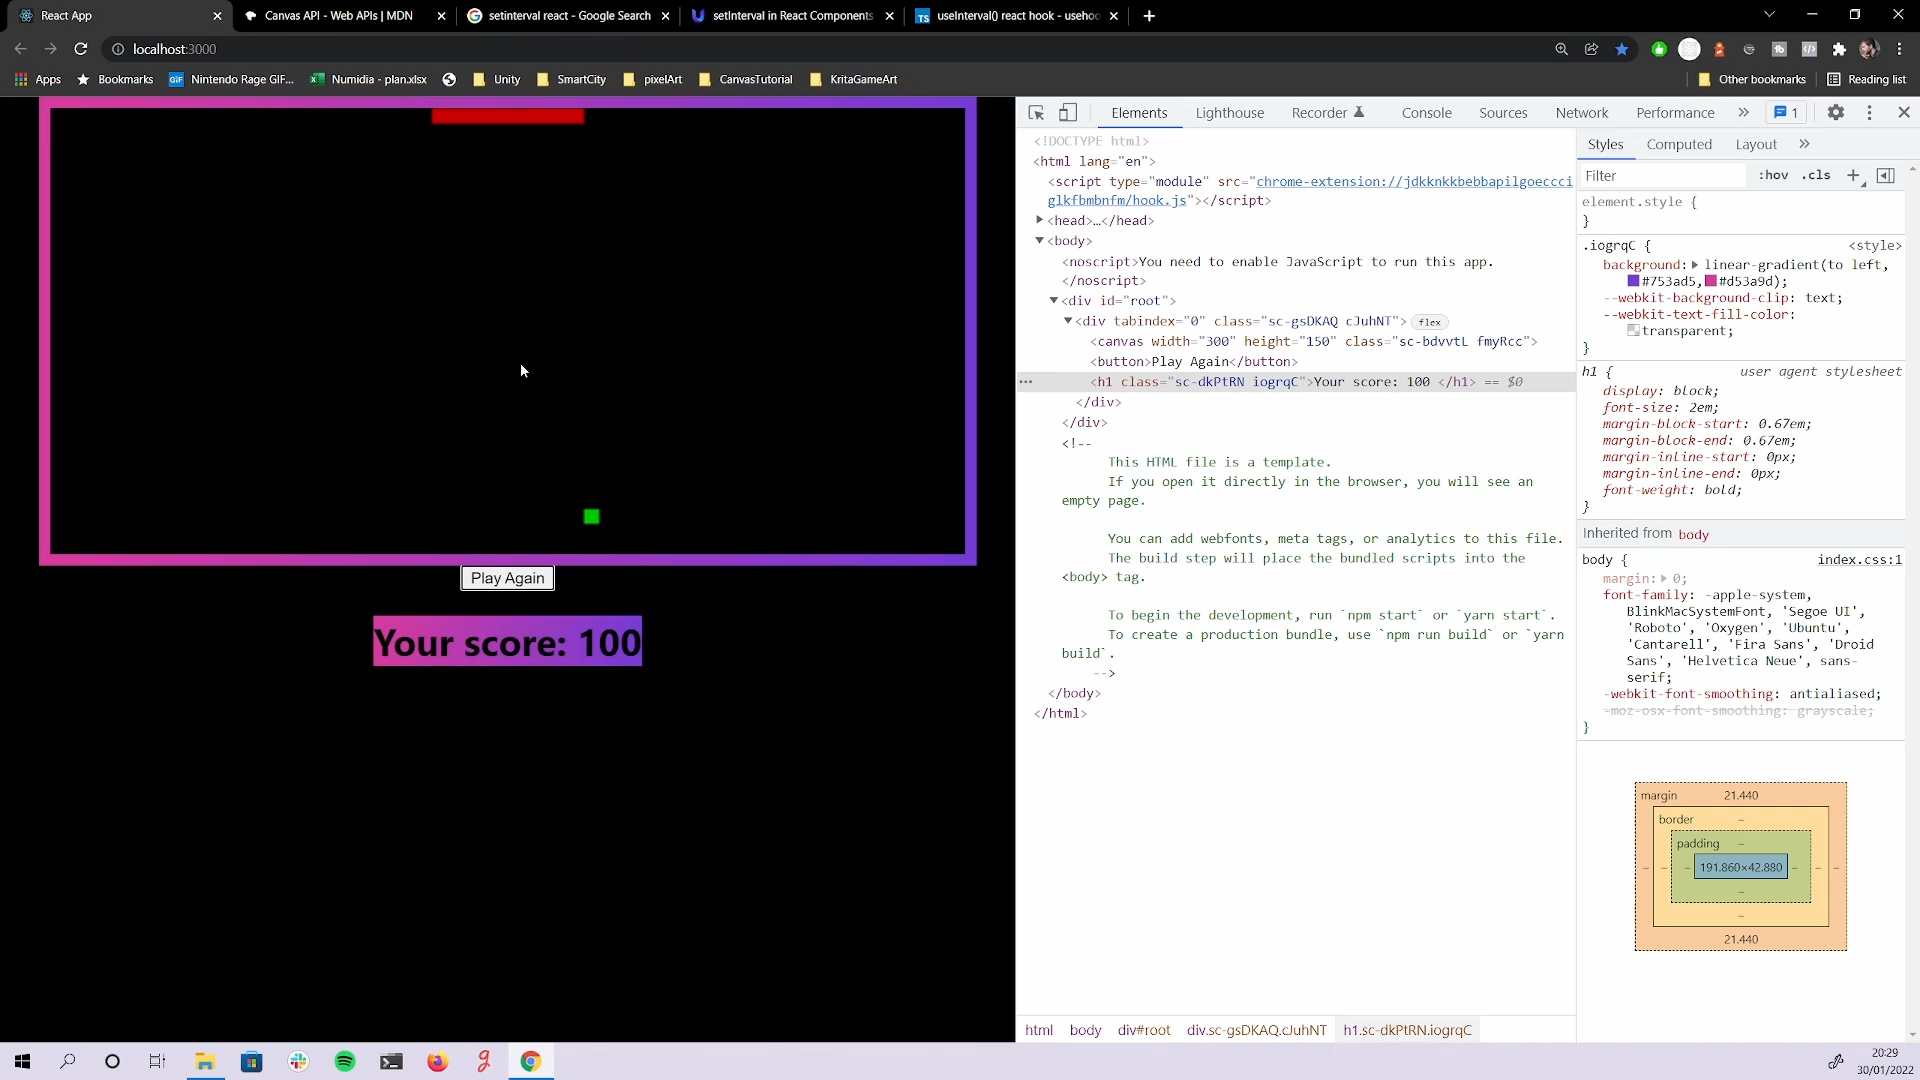 React App
Canvas API - Web APIs | MDN
setinterval react - Google Search
setInterval in React Components
useInterval() react hook - usehoo
localhost:3000
Apps
Bookmarks
Nintendo Rage GIF...
Numidia - plan.xlsx
Unity
SmartCity
pixelArt
CanvasTutorial
KritaGameArt
Other bookmarks
Reading list
Play Again
Your score: 100
Elements
Lighthouse
Recorder
Console
Sources
Network
Performance
1
<!DOCTYPE html>
<html lang="en">
<script type="module" src="chrome-extension://jdkknkkbebbapilgoeccci
glkfbmbnfm/hook.js"></script>
<head>…</head>
<body>
<noscript>You need to enable JavaScript to run this app.
</noscript>
<div id="root">
<div tabindex="0" class="sc-gsDKAQ cJuhNT"> flex
<canvas width="300" height="150" class="sc-bdvvtL fmyRcc">
<button>Play Again</button>
<h1 class="sc-dkPtRN iogrqC">Your score: 100 </h1> == $0
</div>
</div>
<!--
This HTML file is a template.
If you open it directly in the browser, you will see an
empty page.
You can add webfonts, meta tags, or analytics to this file.
The build step will place the bundled scripts into the
<body> tag.
To begin the development, run `npm start` or `yarn start`.
To create a production bundle, use `npm run build` or `yarn
build`.
-->
</body>
</html>
html body div#root div.sc-gsDKAQ.cJuhNT h1.sc-dkPtRN.iogrqC
Styles
Computed
Layout
Filter
:hov .cls
element.style {
}
.iogrqC { <style>
background: linear-gradient(to left,
#753ad5, #d53a9d);
--webkit-background-clip: text;
--webkit-text-fill-color:
transparent;
}
h1 { user agent stylesheet
display: block;
font-size: 2em;
margin-block-start: 0.67em;
margin-block-end: 0.67em;
margin-inline-start: 0px;
margin-inline-end: 0px;
font-weight: bold;
}
Inherited from body
body { index.css:1
margin: 0;
font-family: -apple-system,
BlinkMacSystemFont, 'Segoe UI',
'Roboto', 'Oxygen', 'Ubuntu',
'Cantarell', 'Fira Sans', 'Droid
Sans', 'Helvetica Neue', sans-
serif;
-webkit-font-smoothing: antialiased;
-moz-osx-font-smoothing: grayscale;
}
margin 21.440
border –
padding –
191.860×42.880
–
–
21.440
20:29
30/01/2022